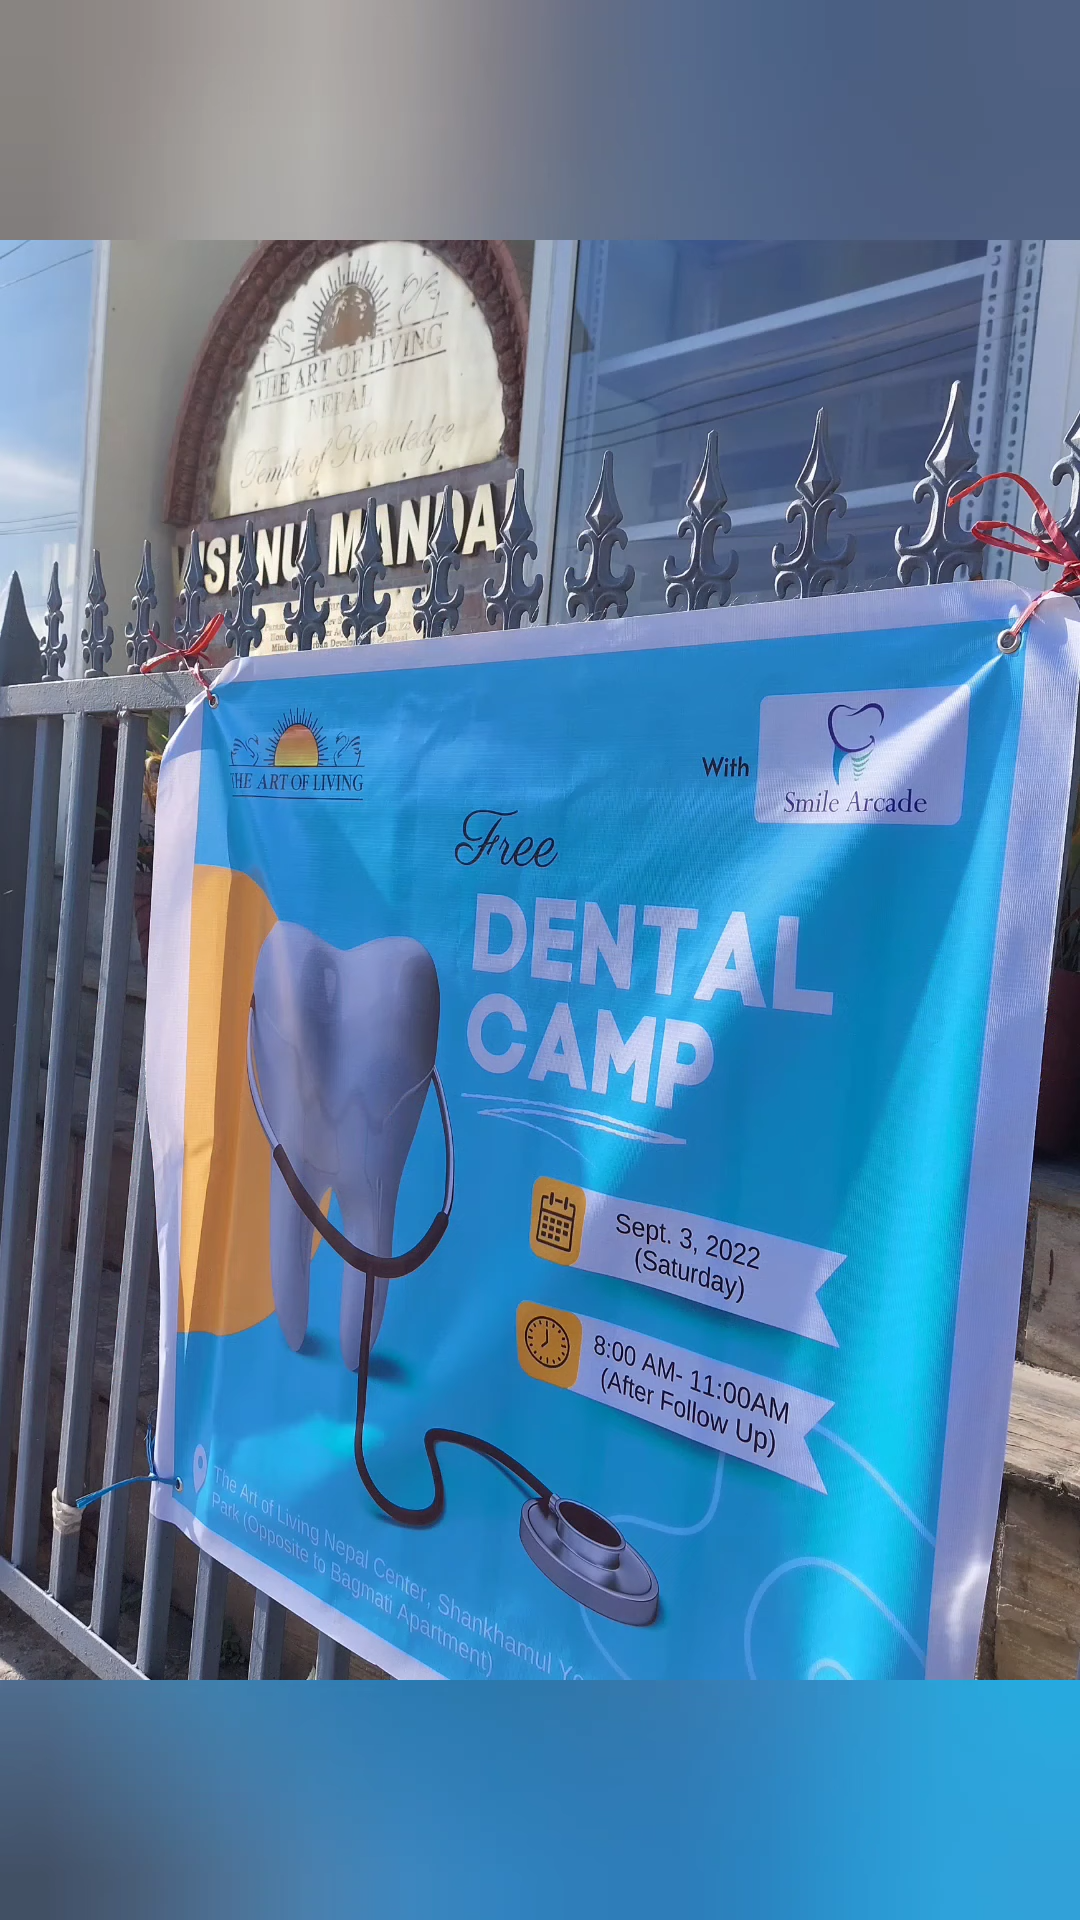 THE ART OF LIVING
NEPAL
Temple of Knowledge
VISHNU MANDA
THE ART OF LIVING
With
Smile Arcade
Free
DENTAL
CAMP
Sept. 3, 2022
(Saturday)
8:00 AM- 11:00AM
(After Follow Up)
The Art of Living Nepal Center, Shankhamul
Park (Opposite to Bagmati Apartment)